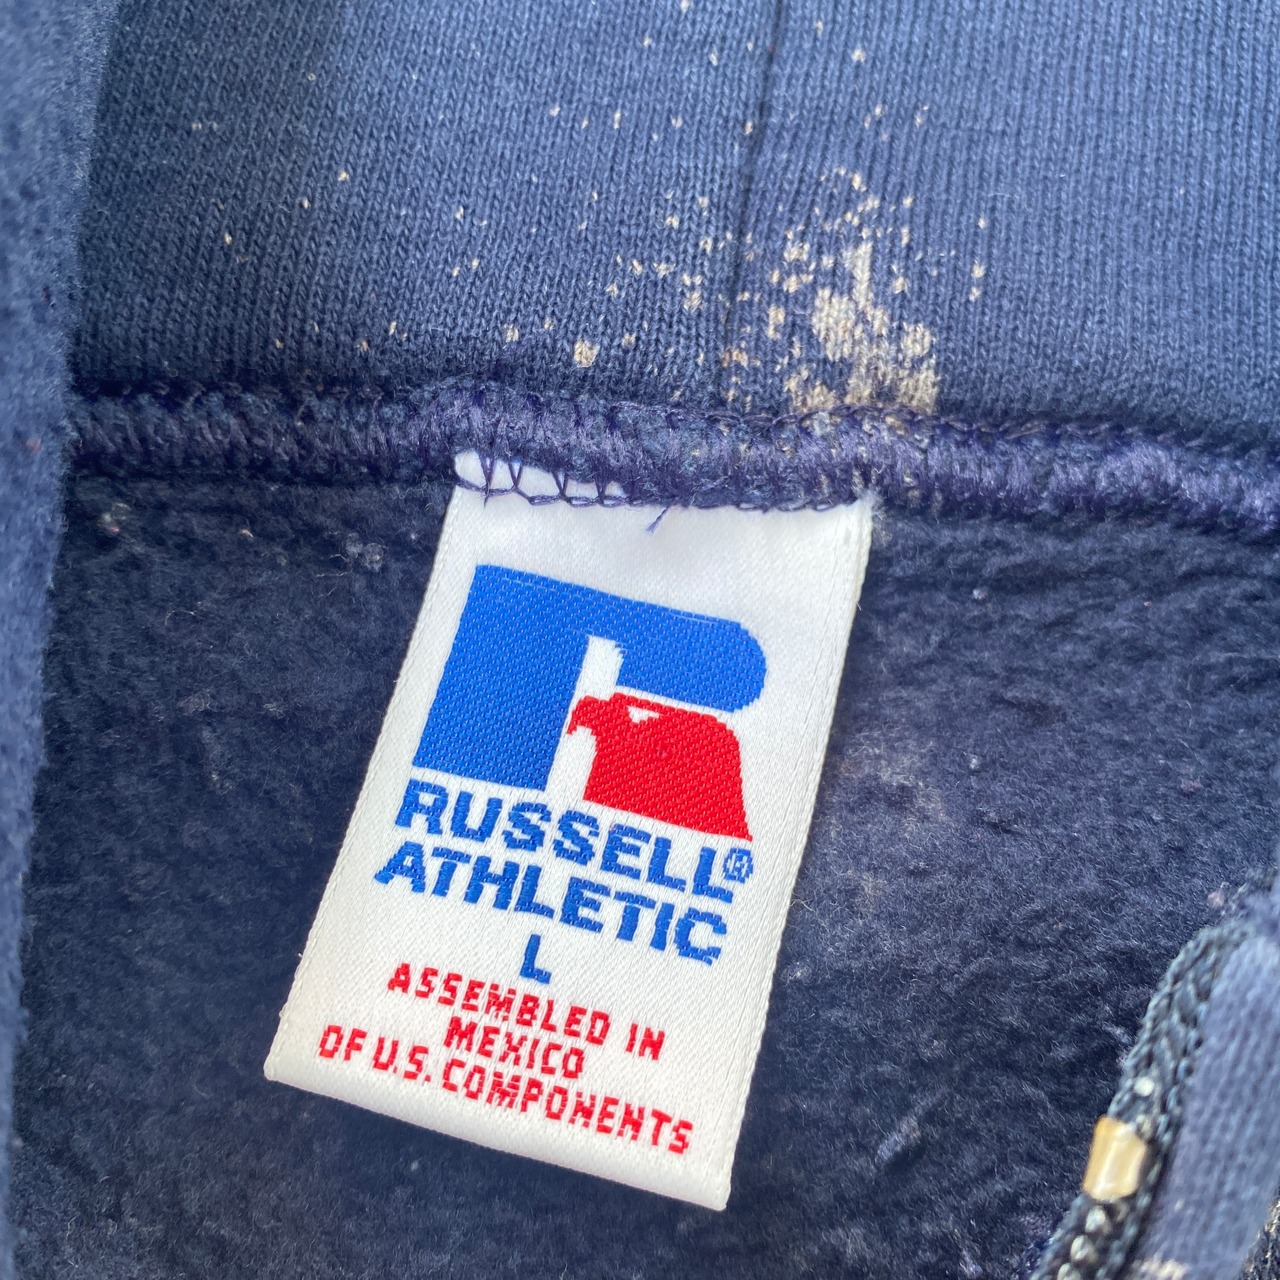 RUSSELL®
ATHLETIC
L
ASSEMBLED IN
MEXICO
OF U.S. COMPONENTS